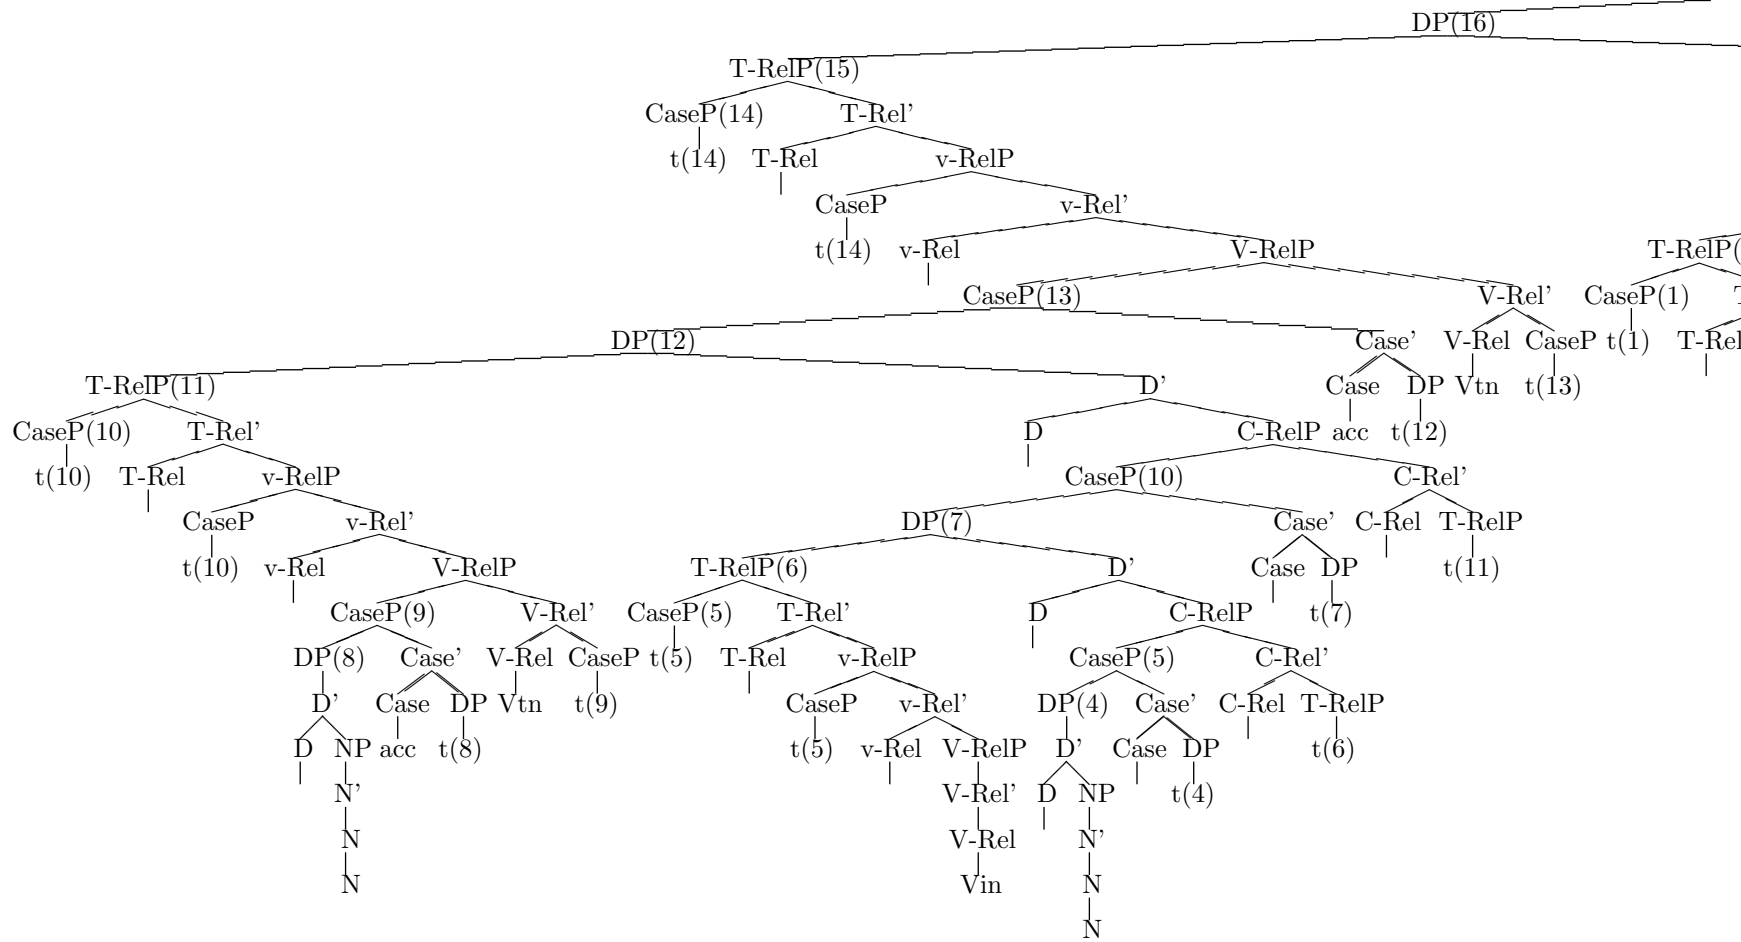 DP(16)
T-RelP(15)
CaseP(14) T-Rel'
t(14) T-Rel v-RelP
CaseP v-Rel'
t(14) v-Rel V-RelP T-RelP(
CaseP(13) V-Rel' CaseP(1)
DP(12) Case' V-Rel CaseP t(1) T-Rel
T-RelP(11) D' Case DP Vtn t(13)
CaseP(10) T-Rel' D C-RelP acc t(12)
t(10) T-Rel v-RelP CaseP(10) C-Rel'
CaseP v-Rel' DP(7) Case' C-Rel T-RelP
t(10) v-Rel V-RelP T-RelP(6) D' Case DP t(11)
CaseP(9) V-Rel' CaseP(5) T-Rel' D C-RelP t(7)
DP(8) Case' V-Rel CaseP t(5) T-Rel v-RelP CaseP(5) C-Rel'
D' Case DP Vtn t(9) CaseP v-Rel' DP(4) Case' C-Rel T-RelP
D NP acc t(8) t(5) v-Rel V-RelP D' Case DP t(6)
N' V-Rel' D NP t(4)
N V-Rel N'
N Vin N
N